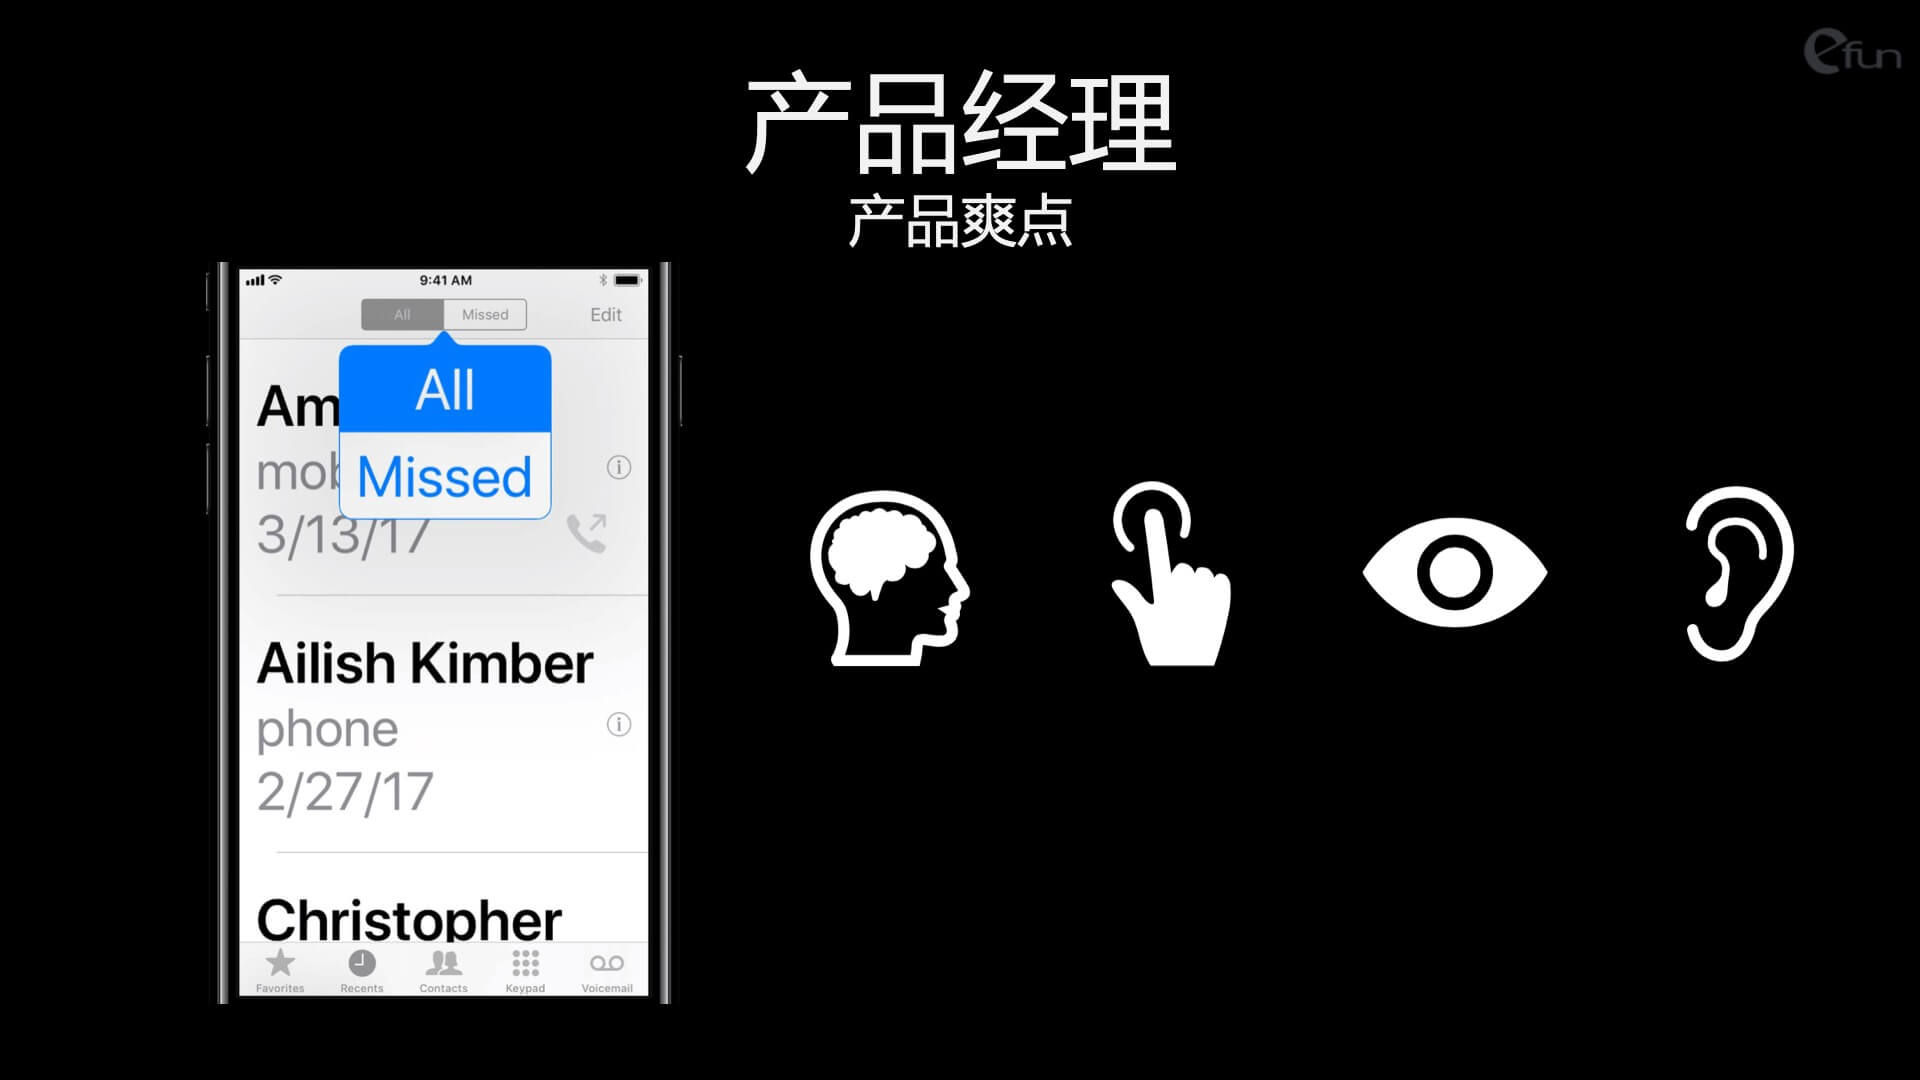 efun
产品经理
产品爽点
9:41 AM
All Missed Edit
All
Missed
Am
mob
3/13/17
Ailish Kimber
phone
2/27/17
Christopher
Favorites Recents Contacts Keypad Voicemail